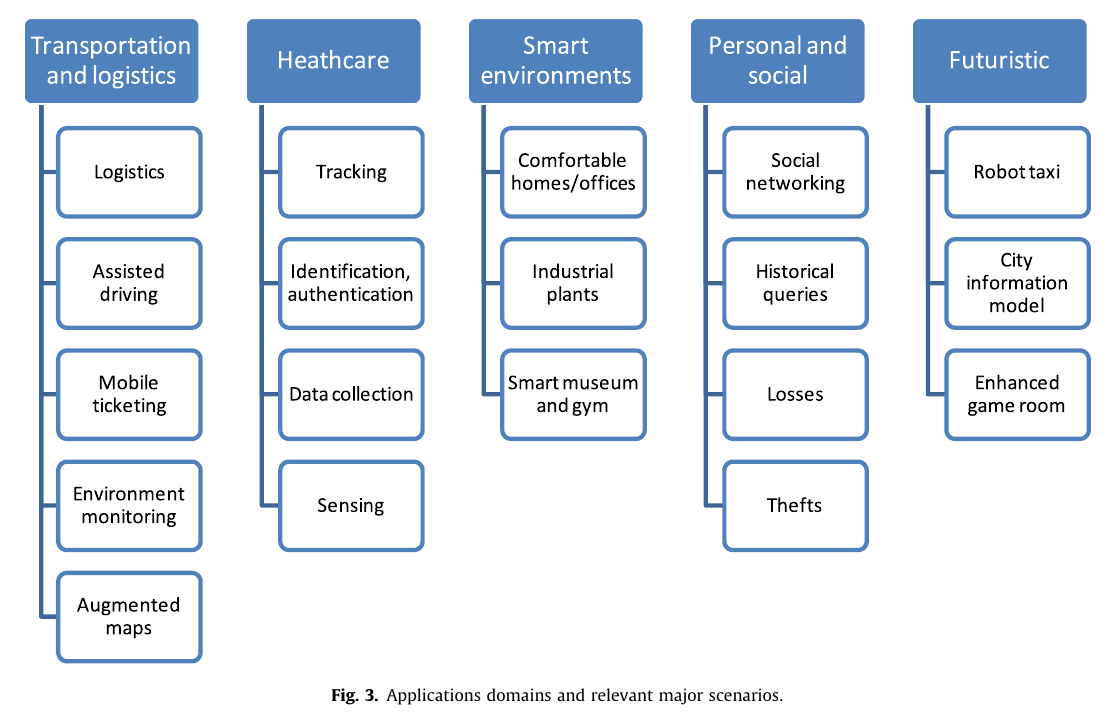 Transportation
and logistics
Logistics
Assisted
driving
Mobile
ticketing
Environment
monitoring
Augmented
maps
Heathcare
Tracking
Identification,
authentication
Data collection
Sensing
Smart
environments
Comfortable
homes/offices
Industrial
plants
Smart museum
and gym
Personal and
social
Social
networking
Historical
queries
Losses
Thefts
Futuristic
Robot taxi
City
information
model
Enhanced
game room
Fig. 3. Applications domains and relevant major scenarios.